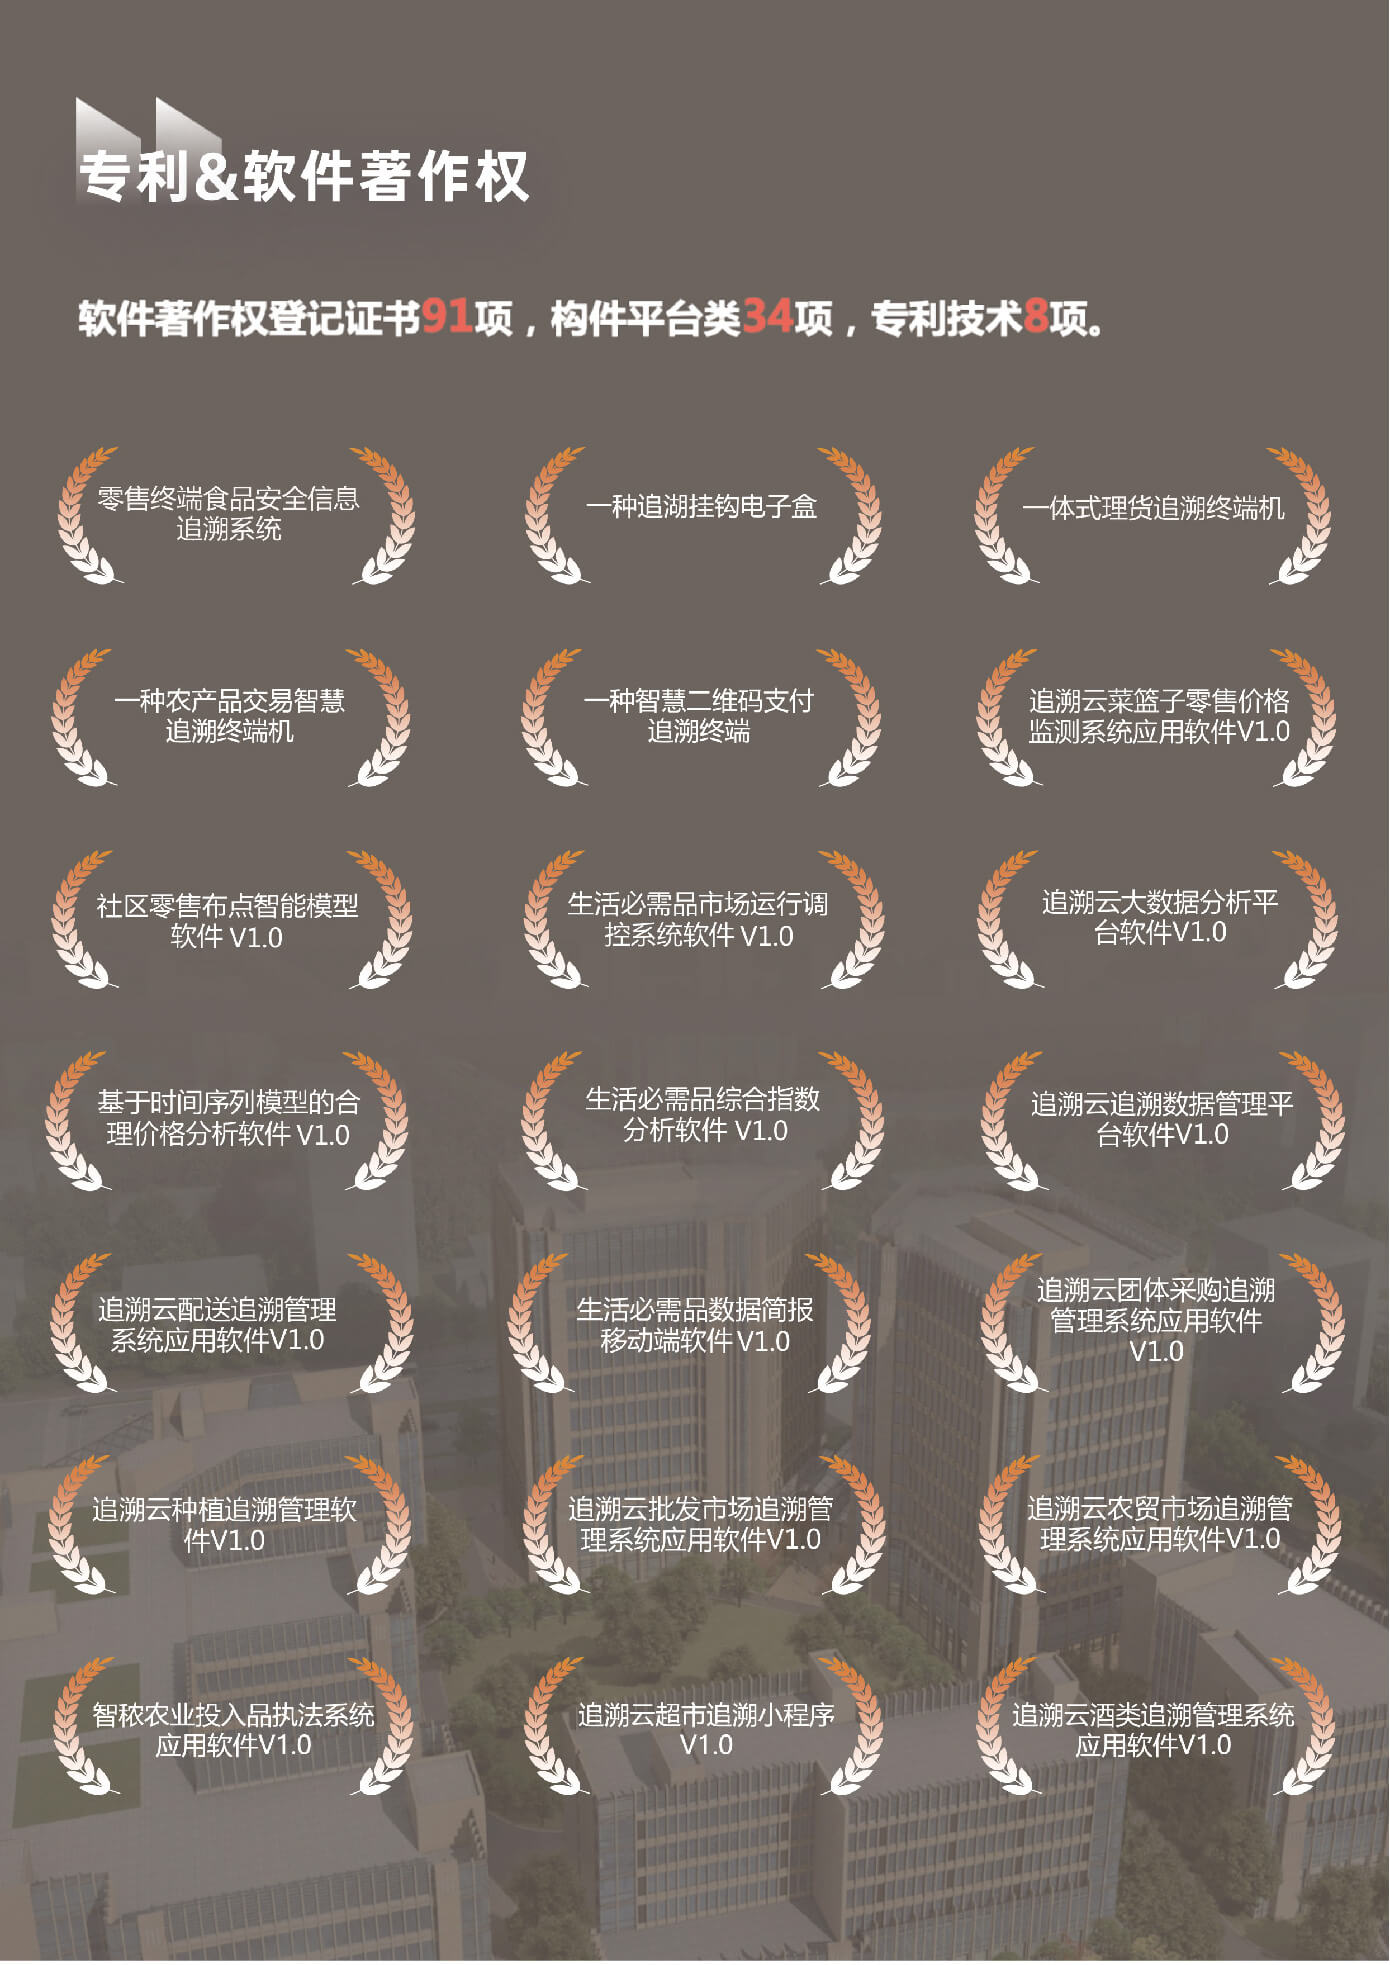 专利&软件著作权
软件著作权登记证书91项，构件平台类34项，专利技术8项。
零售终端食品安全信息
追溯系统
一种追湖挂钩电子盒
一体式理货追溯终端机
一种农产品交易智慧
追溯终端机
一种智慧二维码支付
追溯终端
追溯云菜篮子零售价格
监测系统应用软件V1.0
社区零售布点智能模型
软件 V1.0
生活必需品市场运行调
控系统软件 V1.0
追溯云大数据分析平
台软件V1.0
基于时间序列模型的合
理价格分析软件 V1.0
生活必需品综合指数
分析软件 V1.0
追溯云追溯数据管理平
台软件V1.0
追溯云配送追溯管理
系统应用软件V1.0
生活必需品数据简报
移动端软件 V1.0
追溯云团体采购追溯
管理系统应用软件
V1.0
追溯云种植追溯管理软
件V1.0
追溯云批发市场追溯管
理系统应用软件V1.0
追溯云农贸市场追溯管
理系统应用软件V1.0
智秾农业投入品执法系统
应用软件V1.0
追溯云超市追溯小程序
V1.0
追溯云酒类追溯管理系统
应用软件V1.0